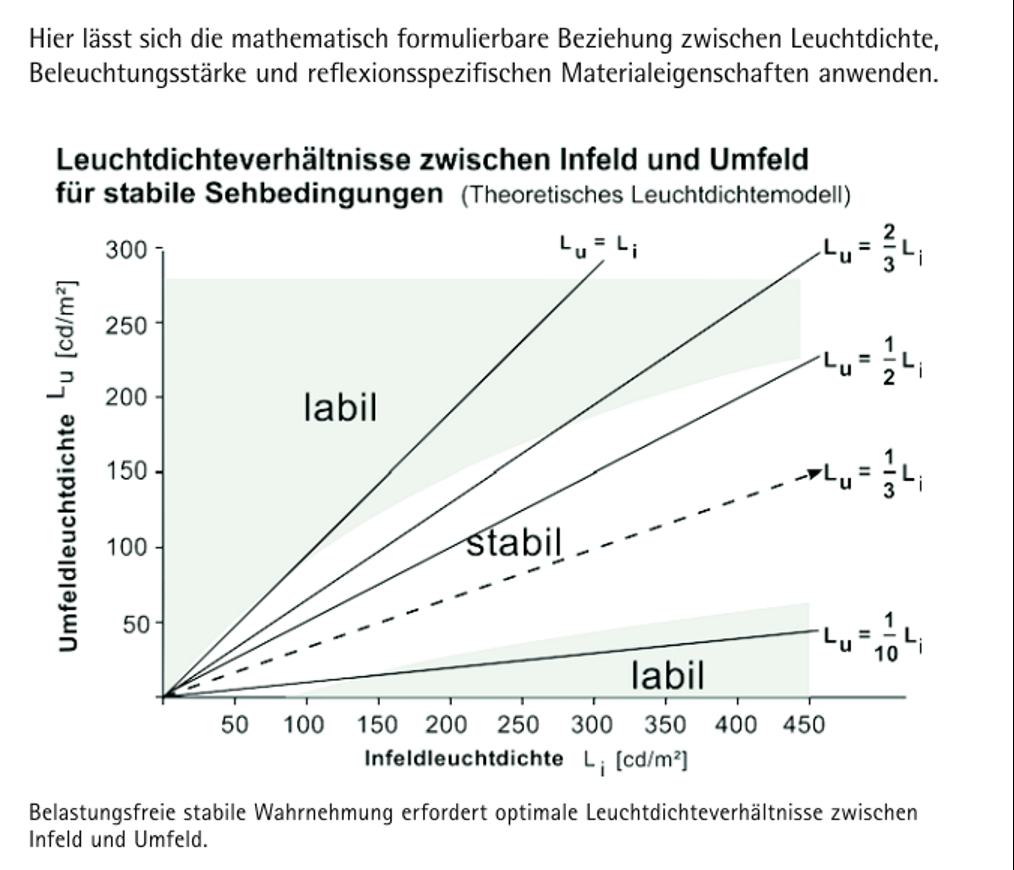 Hier lässt sich die mathematisch formulierbare Beziehung zwischen Leuchtdichte,
Beleuchtungsstärke und reflexionsspezifischen Materialeigenschaften anwenden.
Leuchtdichteverhältnisse zwischen Infeld und Umfeld
für stabile Sehbedingungen (Theoretisches Leuchtdichtemodell)
Umfeldleuchtdichte Lu [cd/m²]
300
250
200
150
100
50
Lu = Li
Lu = 2/3 Li
Lu = 1/2 Li
Lu = 1/3 Li
Lu = 1/10 Li
labil
stabil
labil
50 100 150 200 250 300 350 400 450
Infeldleuchtdichte Li [cd/m²]
Belastungsfreie stabile Wahrnehmung erfordert optimale Leuchtdichteverhältnisse zwischen
Infeld und Umfeld.